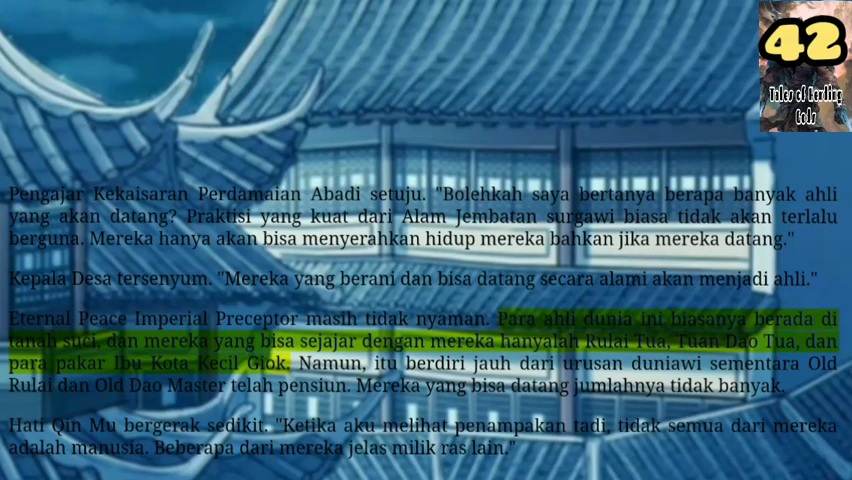 42
Tales of Herding
Gods
Pengajar Kekaisaran Perdamaian Abadi setuju. "Bolehkah saya bertanya berapa banyak ahli
yang akan datang? Praktisi yang kuat dari Alam Jembatan surgawi biasa tidak akan terlalu
berguna. Mereka hanya akan bisa menyerahkan hidup mereka bahkan jika mereka datang."
Kepala Desa tersenyum. "Mereka yang berani dan bisa datang secara alami akan menjadi ahli."
Eternal Peace Imperial Preceptor masih tidak nyaman. Para ahli dunia ini biasanya berada di
tanah suci, dan mereka yang bisa sejajar dengan mereka hanyalah Rulai Tua, Tuan Dao Tua, dan
para pakar Ibu Kota Kecil Giok. Namun, itu berdiri jauh dari urusan duniawi sementara Old
Rulai dan Old Dao Master telah pensiun. Mereka yang bisa datang jumlahnya tidak banyak.
Hati Qin Mu bergerak sedikit. "Ketika aku melihat penampakan tadi, tidak semua dari mereka
adalah manusia. Beberapa dari mereka jelas milik ras lain."